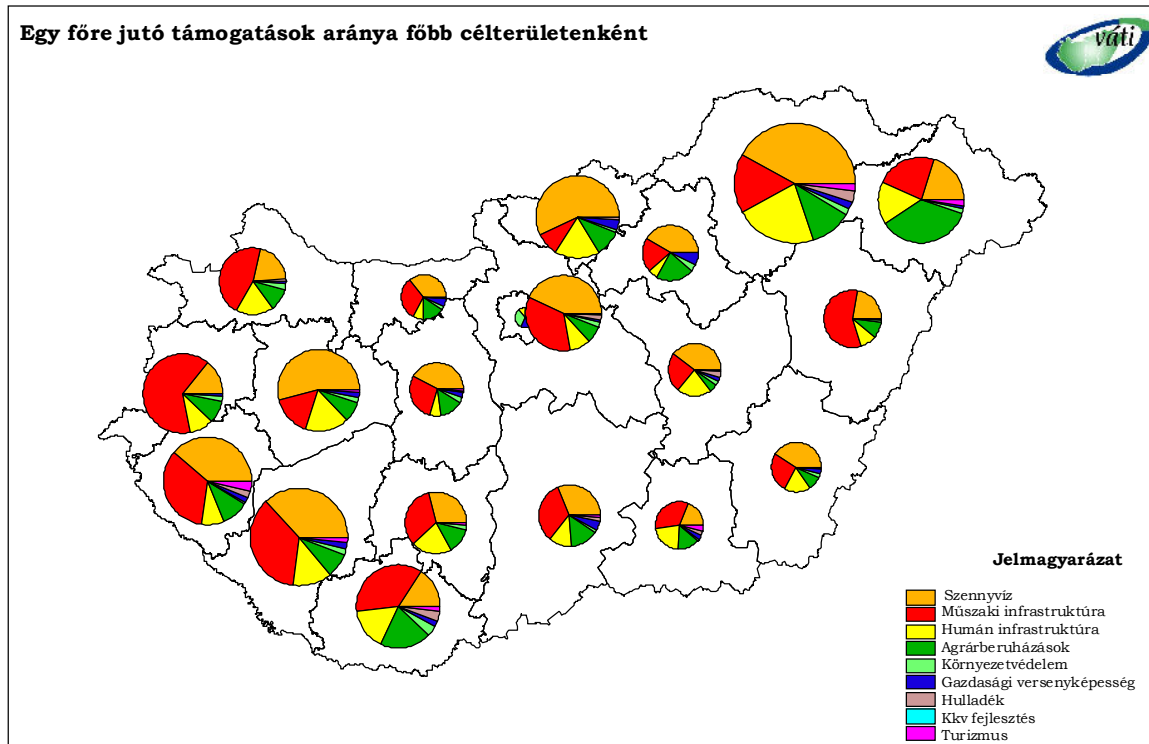 Egy főre jutó támogatások aránya főbb célterületenként
váti
Jelmagyarázat
Szennyvíz
Műszaki infrastruktúra
Humán infrastruktúra
Agrárberuházások
Környezetvédelem
Gazdasági versenyképesség
Hulladék
Kkv fejlesztés
Turizmus